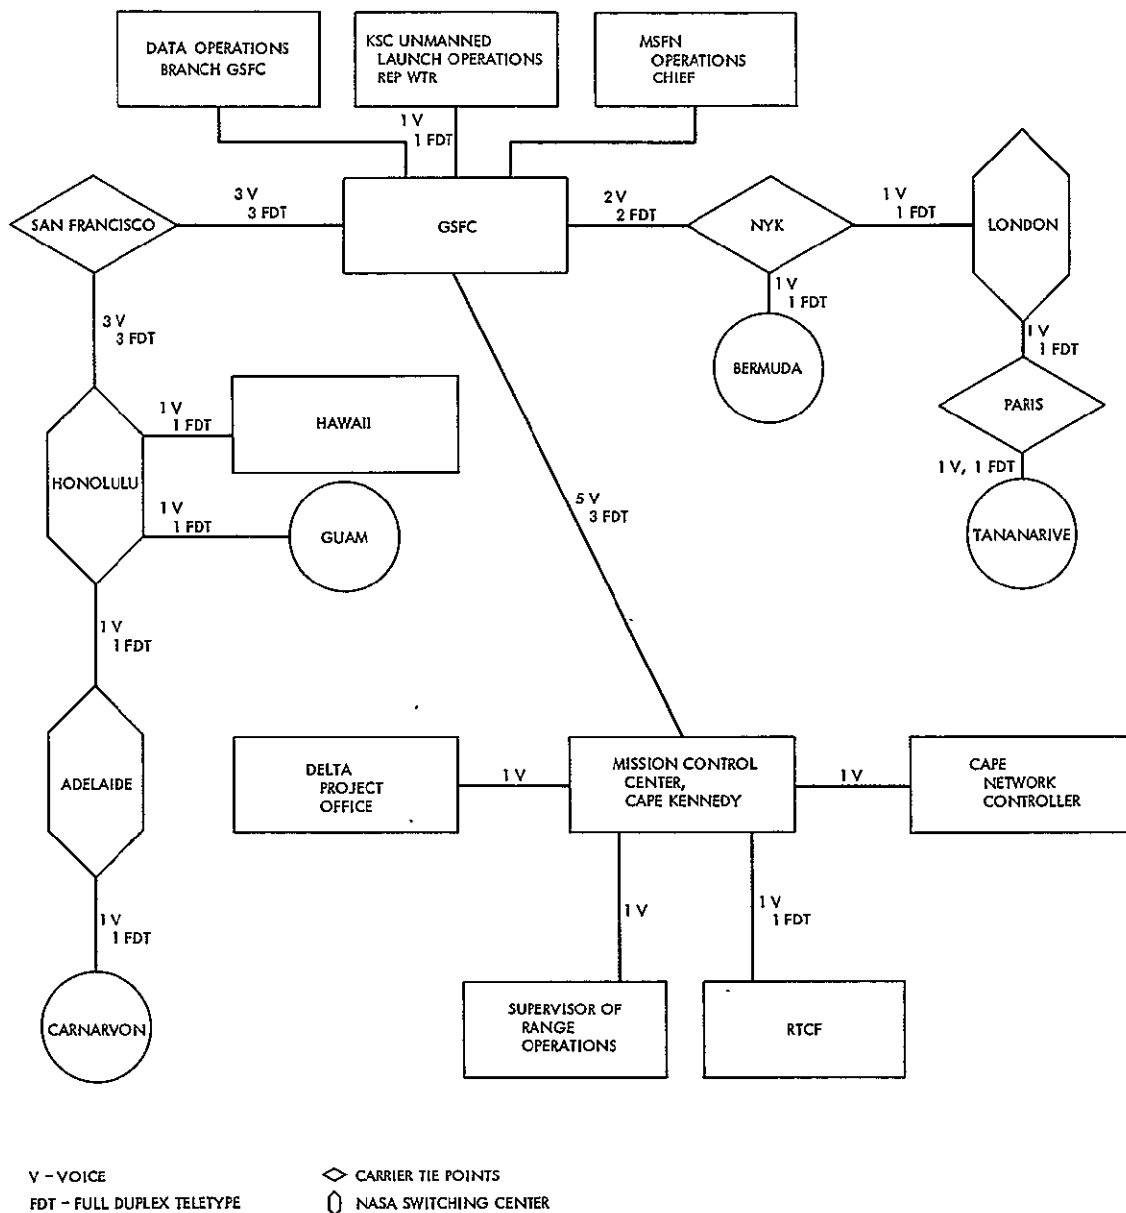 DATA OPERATIONS
BRANCH GSFC
KSC UNMANNED
LAUNCH OPERATIONS
REP WTR
MSFN
OPERATIONS
CHIEF
1 V
1 FDT
SAN FRANCISCO
3 V
3 FDT
GSFC
2 V
2 FDT
NYK
1 V
1 FDT
LONDON
1 V
1 FDT
BERMUDA
1 V
1 FDT
PARIS
1 V, 1 FDT
TANANARIVE
3 V
3 FDT
HONOLULU
1 V
1 FDT
HAWAII
1 V
1 FDT
GUAM
5 V
3 FDT
1 V
1 FDT
ADELAIDE
1 V
1 FDT
CARNARVON
DELTA
PROJECT
OFFICE
1 V
MISSION CONTROL
CENTER,
CAPE KENNEDY
1 V
CAPE
NETWORK
CONTROLLER
1 V
1 V
1 FDT
SUPERVISOR OF
RANGE
OPERATIONS
RTCF
V - VOICE
FDT - FULL DUPLEX TELETYPE
CARRIER TIE POINTS
NASA SWITCHING CENTER